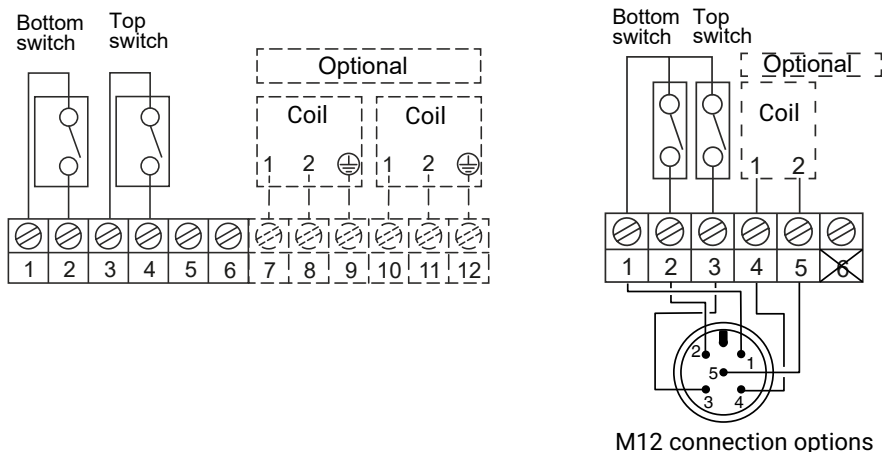 Bottom
switch
Top
switch
Optional
Coil
Coil
1 2
1 2
1 2 3 4 5 6 7 8 9 10 11 12
Bottom
switch
Top
switch
Optional
Coil
1 2
1 2 3 4 5 6
2 1
5
3 4
M12 connection options